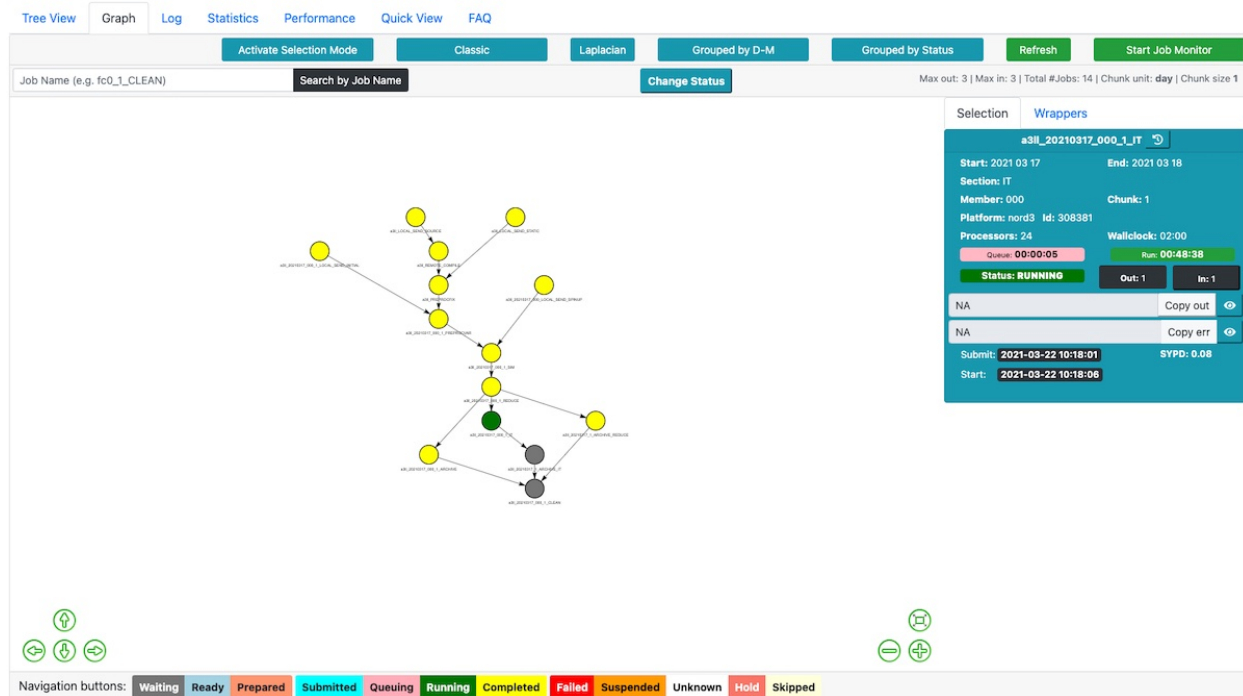 Tree View Graph Log Statistics Performance Quick View FAQ
Activate Selection Mode Classic Laplacian Grouped by D-M Grouped by Status Refresh Start Job Monitor
Job Name (e.g. fc0_1_CLEAN) Search by Job Name Change Status Max out: 3 | Max in: 3 | Total #Jobs: 14 | Chunk unit: day | Chunk size 1
Selection Wrappers
a3li_20210317_000_1_IT
Start: 2021 03 17 End: 2021 03 18
Section: IT
Member: 000 Chunk: 1
Platform: nord3 Id: 308381
Processors: 24 Wallclock: 02:00
Queue: 00:00:05 Run: 00:48:38
Status: RUNNING Out: 1 In: 1
NA Copy out
NA Copy err
Submit: 2021-03-22 10:18:01 SYPD: 0.08
Start: 2021-03-22 10:18:06
Navigation buttons: Waiting Ready Prepared Submitted Queuing Running Completed Failed Suspended Unknown Hold Skipped